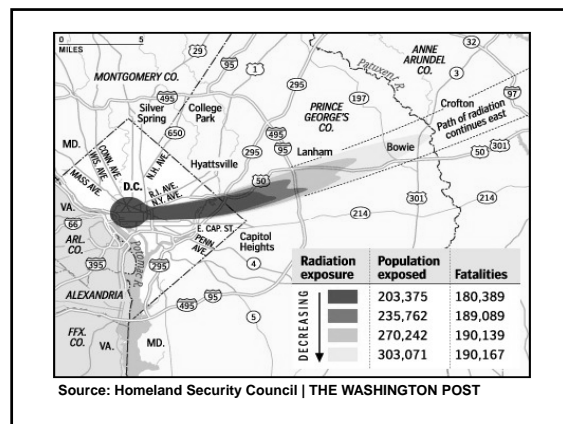 0 5
MILES
29
95
1
ANNE
ARUNDEL
CO.
32
3
97
MONTGOMERY CO.
Patuxent R.
495
Silver
Spring
College
Park
295
PRINCE
GEORGE'S
CO.
197
Crofton
Path of radiation
continues east
650
495
95
MD.
CONN. AVE.
WIS. AVE.
MASS AVE.
N.H. AVE.
Hyattsville
295
Lanham
Bowie
50
301
D.C.
R.I. AVE.
N.Y. AVE.
50
VA.
66
E. CAP. ST.
PENN.
AVE.
Capitol
Heights
214
301
214
ARL.
CO.
395
Potomac R.
295
4
ALEXANDRIA
495
95
5
FFX.
CO.
VA.
MD.
Radiation
exposure
Population
exposed
Fatalities
DECREASING
203,375 180,389
235,762 189,089
270,242 190,139
303,071 190,167
Source: Homeland Security Council | THE WASHINGTON POST